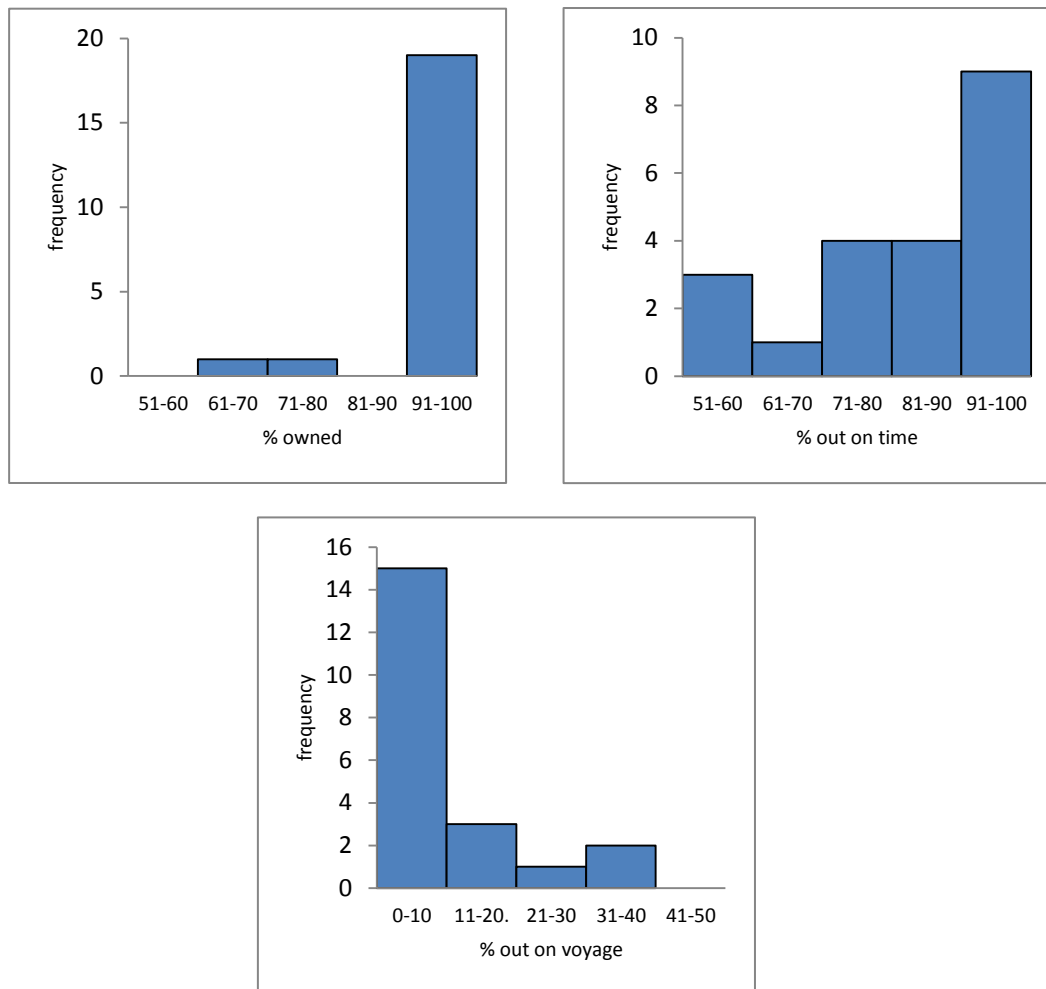 20
15
10
5
0
frequency
51-60 61-70 71-80 81-90 91-100
% owned
10
8
6
4
2
0
frequency
51-60 61-70 71-80 81-90 91-100
% out on time
16
14
12
10
8
6
4
2
0
frequency
0-10 11-20. 21-30 31-40 41-50
% out on voyage